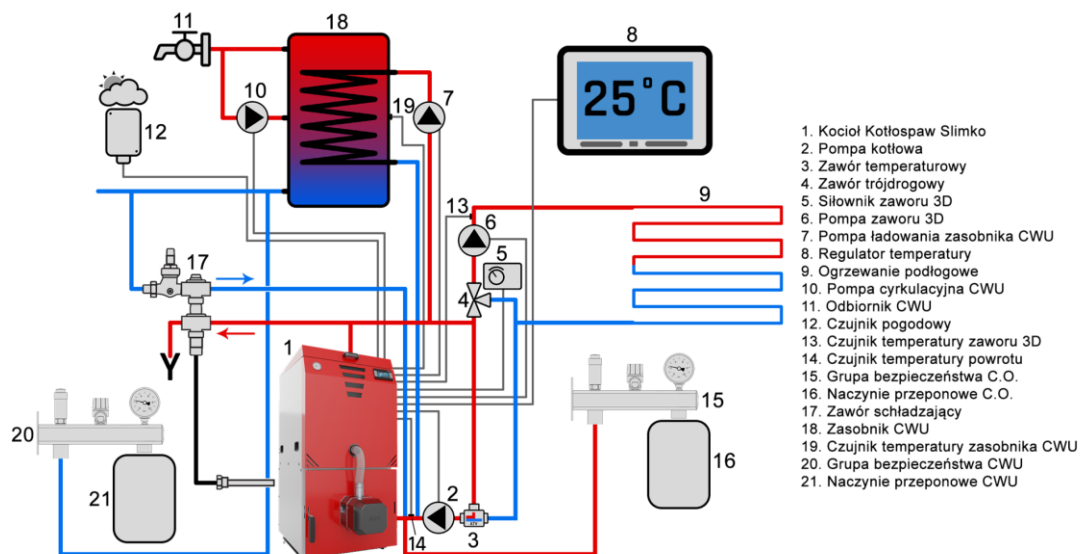 11
18
8
10
7
19
12
25°C
13
9
6
5
17
4
Y
1
15
20
16
21
2
3
14
1. Kocioł Kotłospaw Slimko
2. Pompa kotłowa
3. Zawór temperaturowy
4. Zawór trójdrogowy
5. Siłownik zaworu 3D
6. Pompa zaworu 3D
7. Pompa ładowania zasobnika CWU
8. Regulator temperatury
9. Ogrzewanie podłogowe
10. Pompa cyrkulacyjna CWU
11. Odbiornik CWU
12. Czujnik pogodowy
13. Czujnik temperatury zaworu 3D
14. Czujnik temperatury powrotu
15. Grupa bezpieczeństwa C.O.
16. Naczynie przeponowe C.O.
17. Zawór schładzający
18. Zasobnik CWU
19. Czujnik temperatury zasobnika CWU
20. Grupa bezpieczeństwa CWU
21. Naczynie przeponowe CWU